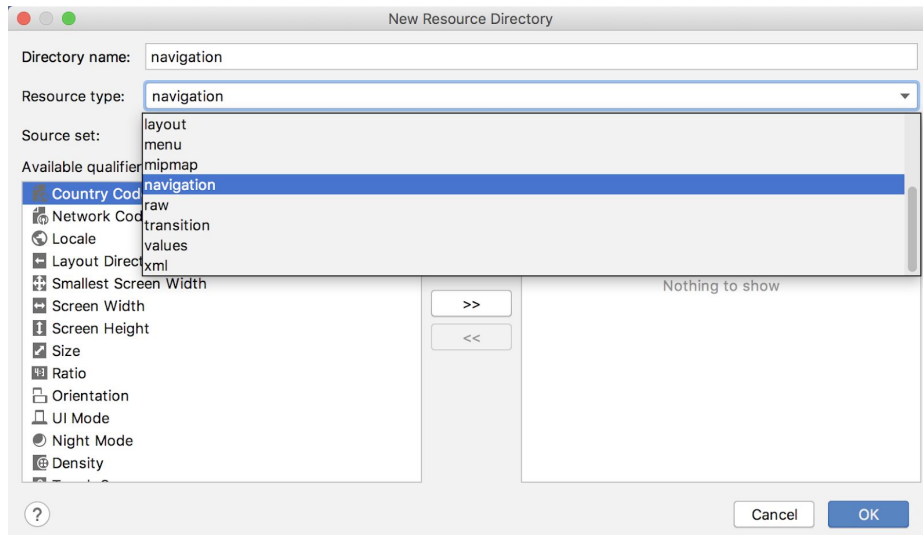 New Resource Directory
Directory name: navigation
Resource type: navigation
Source set:
layout
menu
mipmap
navigation
raw
transition
values
xml
Available qualifier
Country Cod
Network Cod
Locale
Layout Direct
Smallest Screen Width
Screen Width
Screen Height
Size
Ratio
Orientation
UI Mode
Night Mode
Density
>>
<<
Nothing to show
?
Cancel
OK